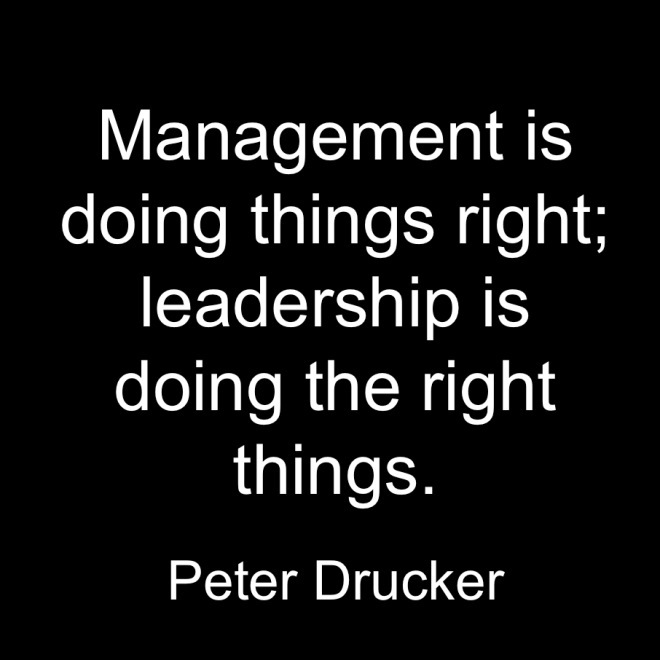 Management is
doing things right;
leadership is
doing the right
things.
Peter Drucker